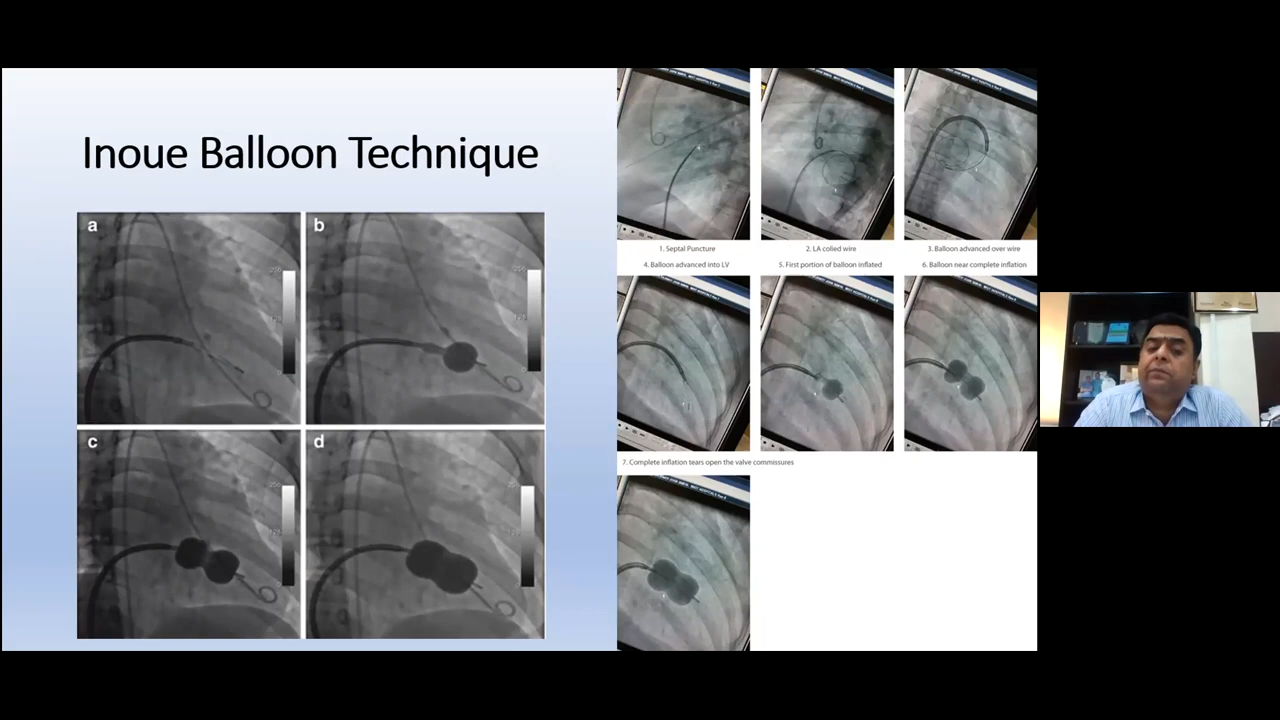 Inoue Balloon Technique
a
b
c
d
1. Septal Puncture
2. LA colied wire
3. Balloon advanced over wire
4. Balloon advanced into LV
5. First portion of balloon inflated
6. Balloon near complete inflation
7. Complete inflation tears open the valve commissures